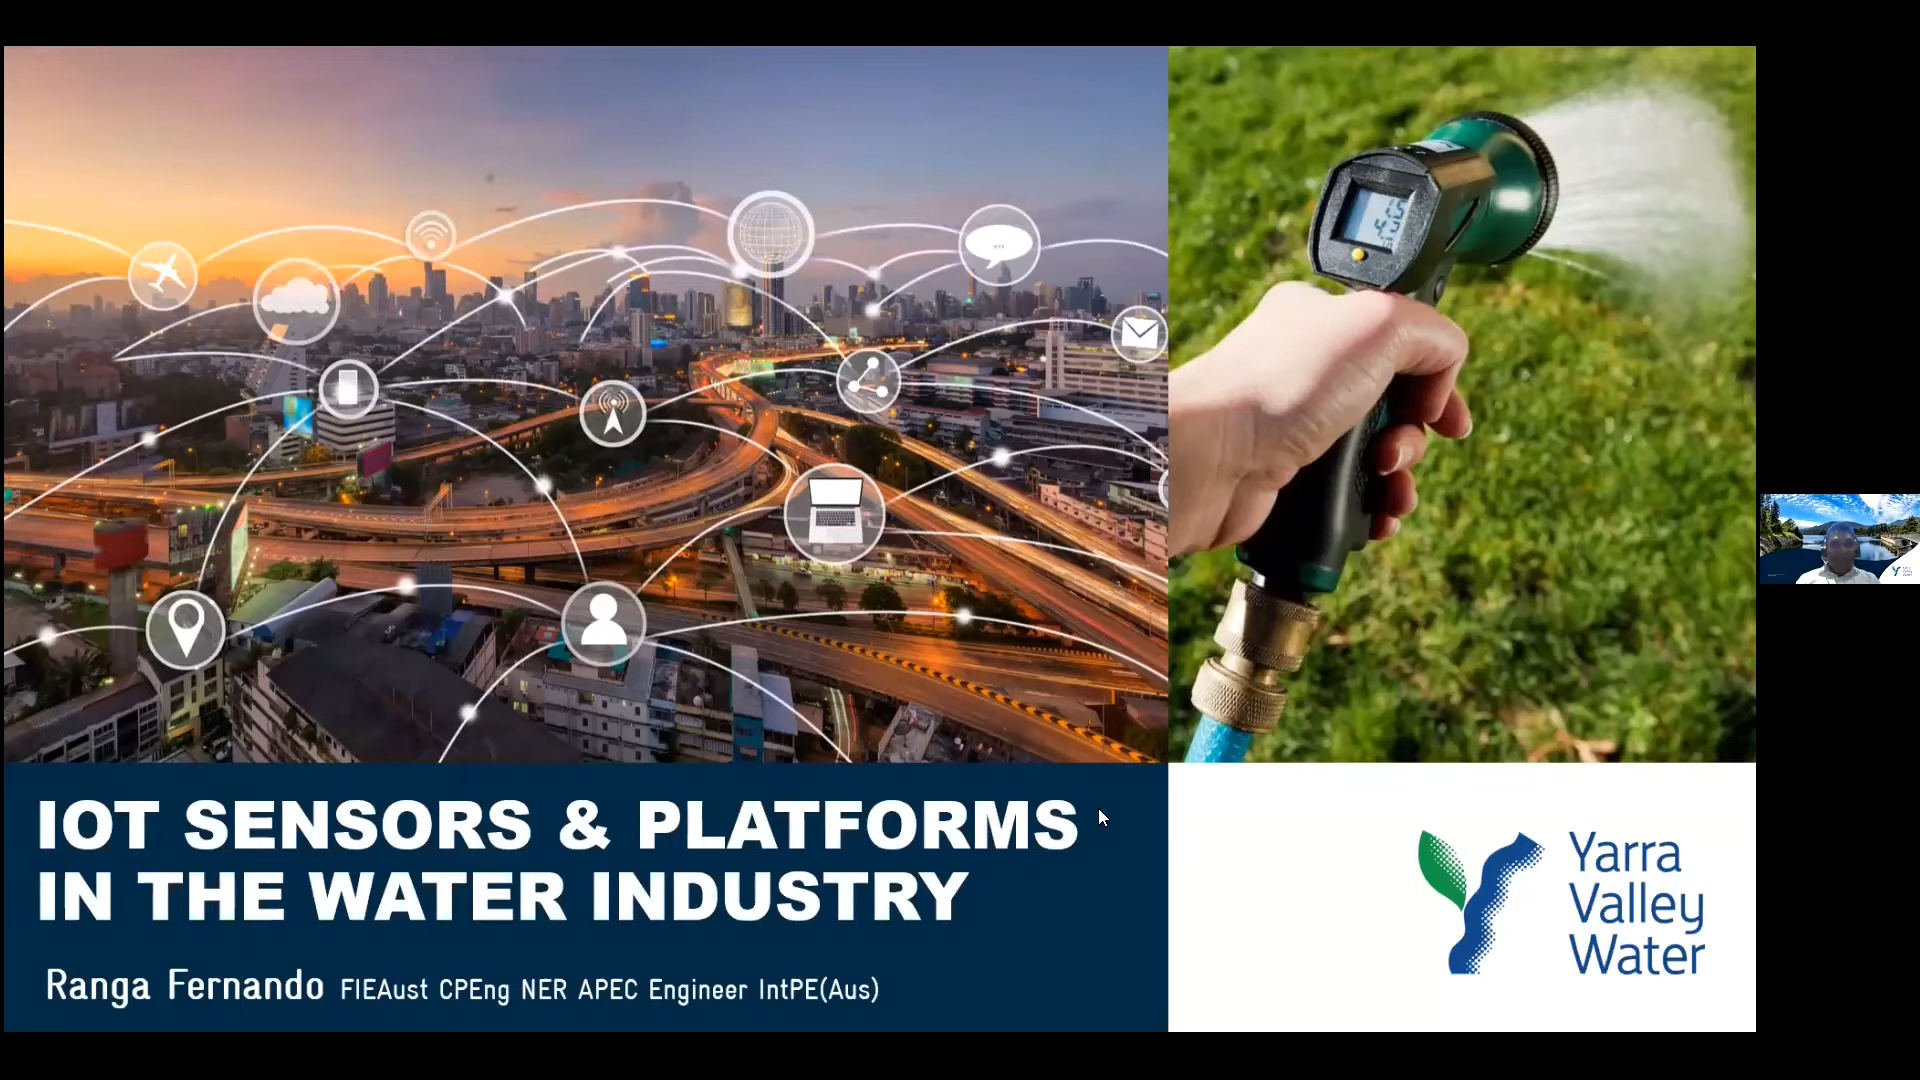 IOT SENSORS & PLATFORMS
IN THE WATER INDUSTRY
Ranga Fernando FIEAust CPEng NER APEC Engineer IntPE(Aus)
Yarra
Valley
Water